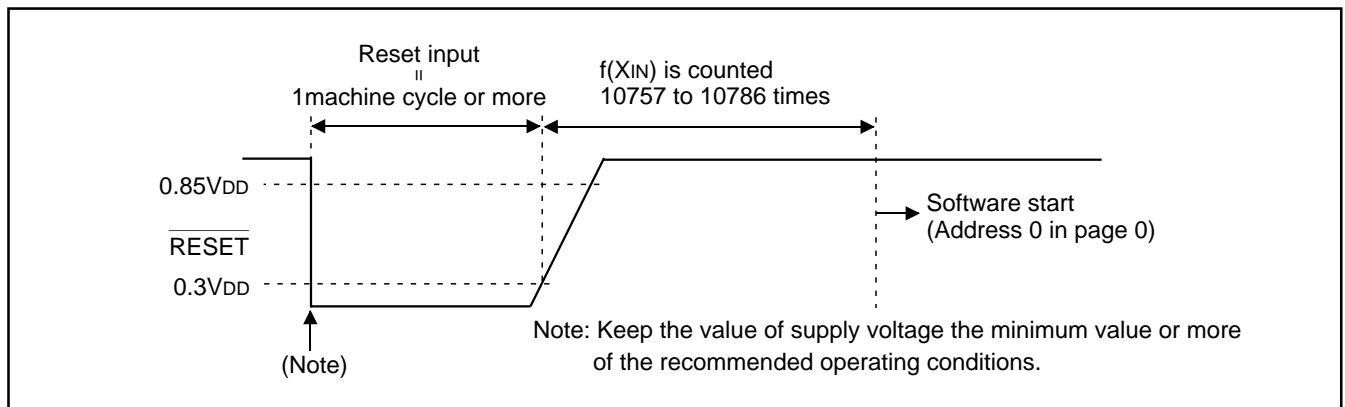 Reset input
=
1machine cycle or more
f(XIN) is counted
10757 to 10786 times
0.85VDD
RESET
0.3VDD
(Note)
Software start
(Address 0 in page 0)
Note: Keep the value of supply voltage the minimum value or more
of the recommended operating conditions.